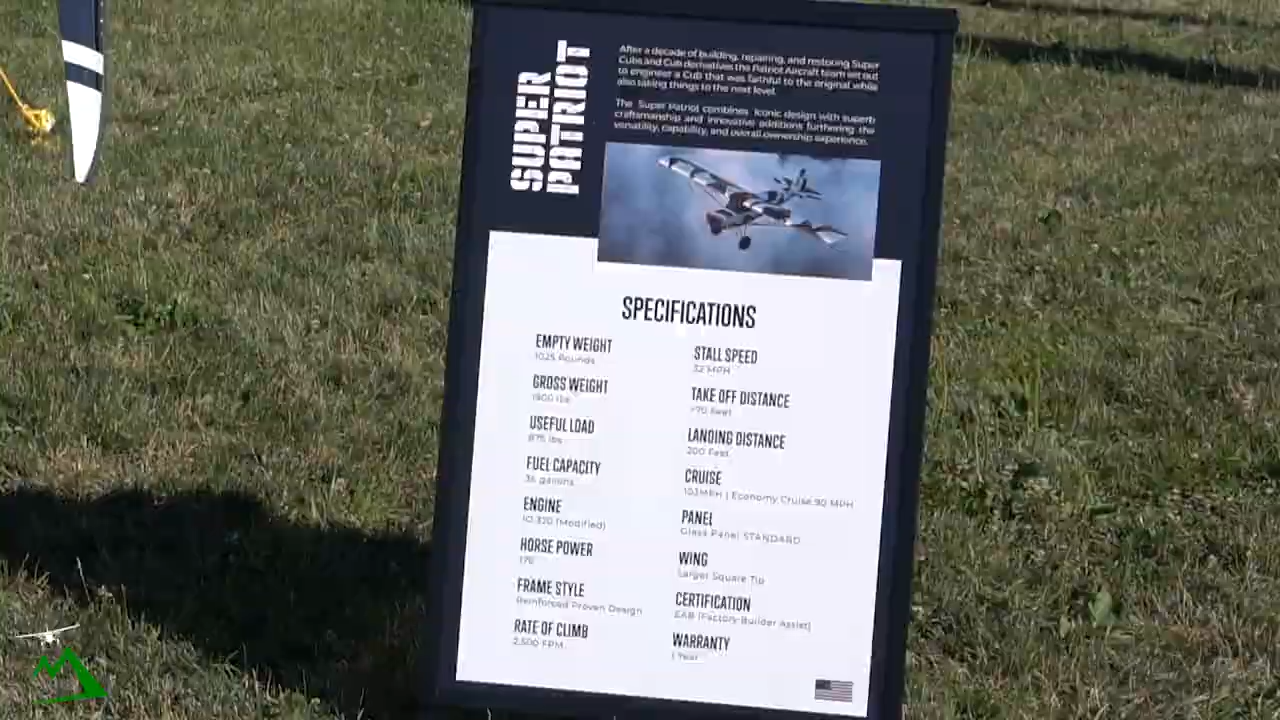 SUPER
PATRIOT
After a decade of building, repairing, and restoring Super
Cubs and Cub derivatives the Patriot Aircraft team set out
to engineer a Cub that was faithful to the original while
also taking things to the next level.
The Super Patriot combines iconic design with superb
craftsmanship and innovative additions furthering the
versatility, capability, and overall ownership experience.
SPECIFICATIONS
EMPTY WEIGHT
1025 Pounds
GROSS WEIGHT
1900 lbs
USEFUL LOAD
875 lbs
FUEL CAPACITY
36 gallons
ENGINE
IO 320 (Modified)
HORSE POWER
FRAME STYLE
Reinforced Proven Design
RATE OF CLIMB
2,500 FPM
STALL SPEED
32 MPH
TAKE OFF DISTANCE
Feet
LANDING DISTANCE
200 Feet
CRUISE
103MPH | Economy Cruise 90 MPH
PANEL
Glass Panel STANDARD
WING
Larger Square Tip
CERTIFICATION
EAB (Factory Builder Assist)
WARRANTY
1 Year